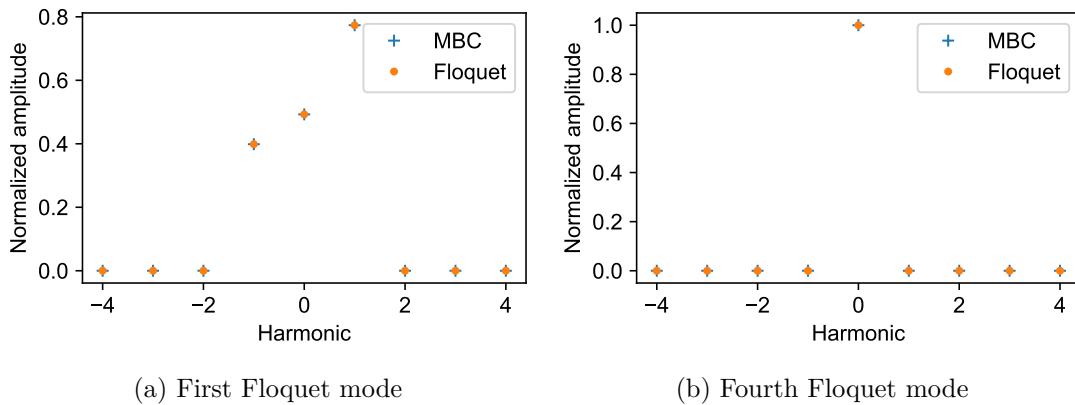 0.8
0.6
0.4
0.2
0.0
Normalized amplitude
MBC
Floquet
−4 −2 0 2 4
Harmonic
(a) First Floquet mode
1.0
0.8
0.6
0.4
0.2
0.0
Normalized amplitude
MBC
Floquet
−4 −2 0 2 4
Harmonic
(b) Fourth Floquet mode